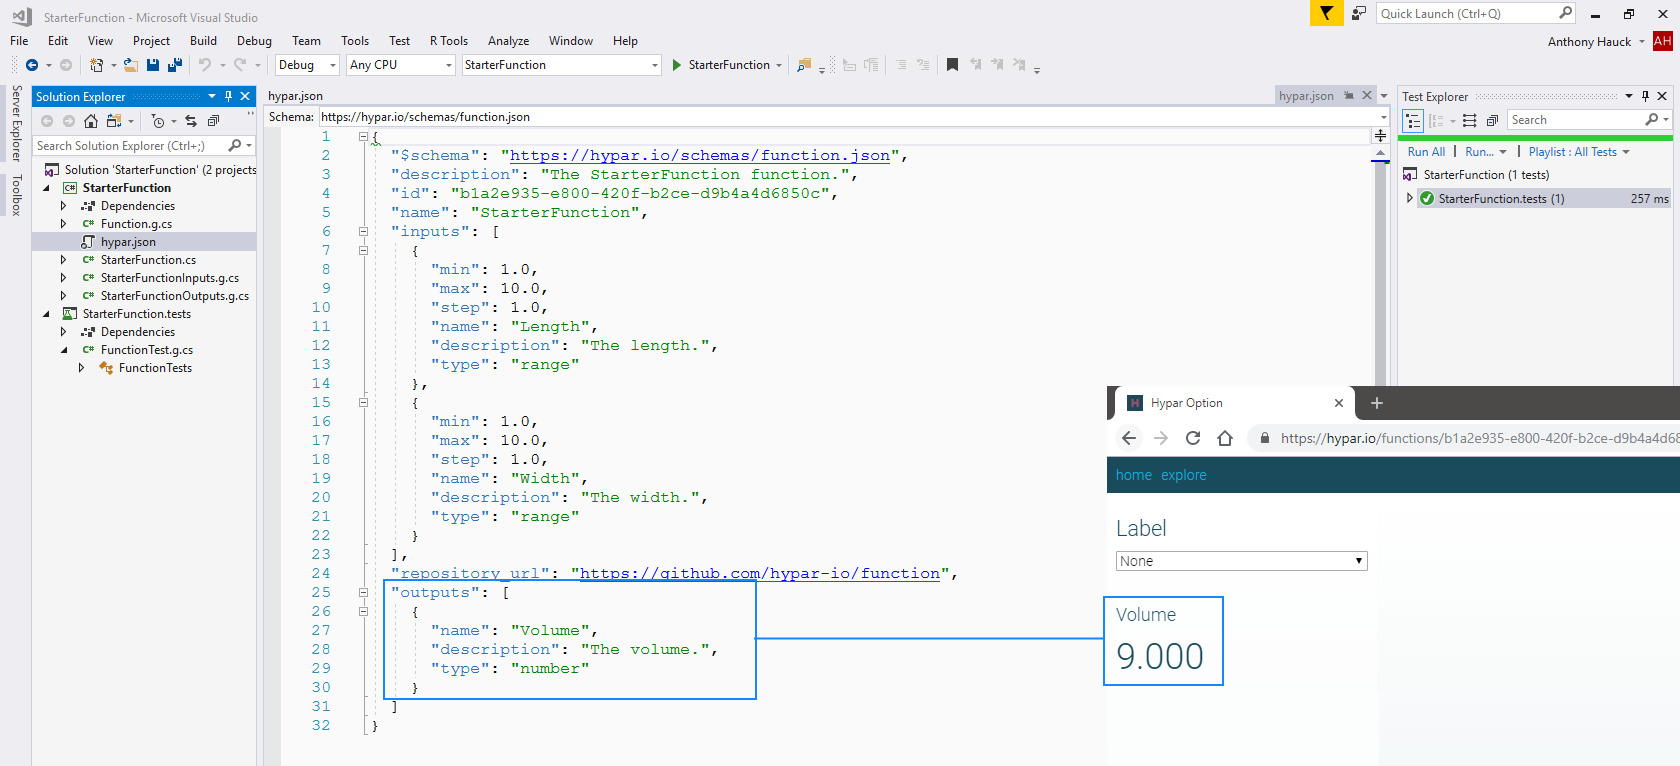 StarterFunction - Microsoft Visual Studio
Quick Launch (Ctrl+Q)
File Edit View Project Build Debug Team Tools Test R Tools Analyze Window Help
Anthony Hauck AH
Debug Any CPU StarterFunction StarterFunction
Server Explorer
Toolbox
Solution Explorer
Search Solution Explorer (Ctrl+;)
Solution 'StarterFunction' (2 projects
C# StarterFunction
Dependencies
C# Function.g.cs
hypar.json
C# StarterFunction.cs
C# StarterFunctionInputs.g.cs
C# StarterFunctionOutputs.g.cs
StarterFunction.tests
Dependencies
C# FunctionTest.g.cs
FunctionTests
hypar.json
hypar.json
Schema: https://hypar.io/schemas/function.json
1 {
2 "$schema": "https://hypar.io/schemas/function.json",
3 "description": "The StarterFunction function.",
4 "id": "b1a2e935-e800-420f-b2ce-d9b4a4d6850c",
5 "name": "StarterFunction",
6 "inputs": [
7 {
8 "min": 1.0,
9 "max": 10.0,
10 "step": 1.0,
11 "name": "Length",
12 "description": "The length.",
13 "type": "range"
14 },
15 {
16 "min": 1.0,
17 "max": 10.0,
18 "step": 1.0,
19 "name": "Width",
20 "description": "The width.",
21 "type": "range"
22 }
23 ],
24 "repository_url": "https://github.com/hypar-io/function",
25 "outputs": [
26 {
27 "name": "Volume",
28 "description": "The volume.",
29 "type": "number"
30 }
31 ]
32 }
Test Explorer
Search
Run All | Run... | Playlist : All Tests
StarterFunction (1 tests)
StarterFunction.tests (1) 257 ms
H Hypar Option
https://hypar.io/functions/b1a2e935-e800-420f-b2ce-d9b4a4d68
home explore
Label
None
Volume
9.000